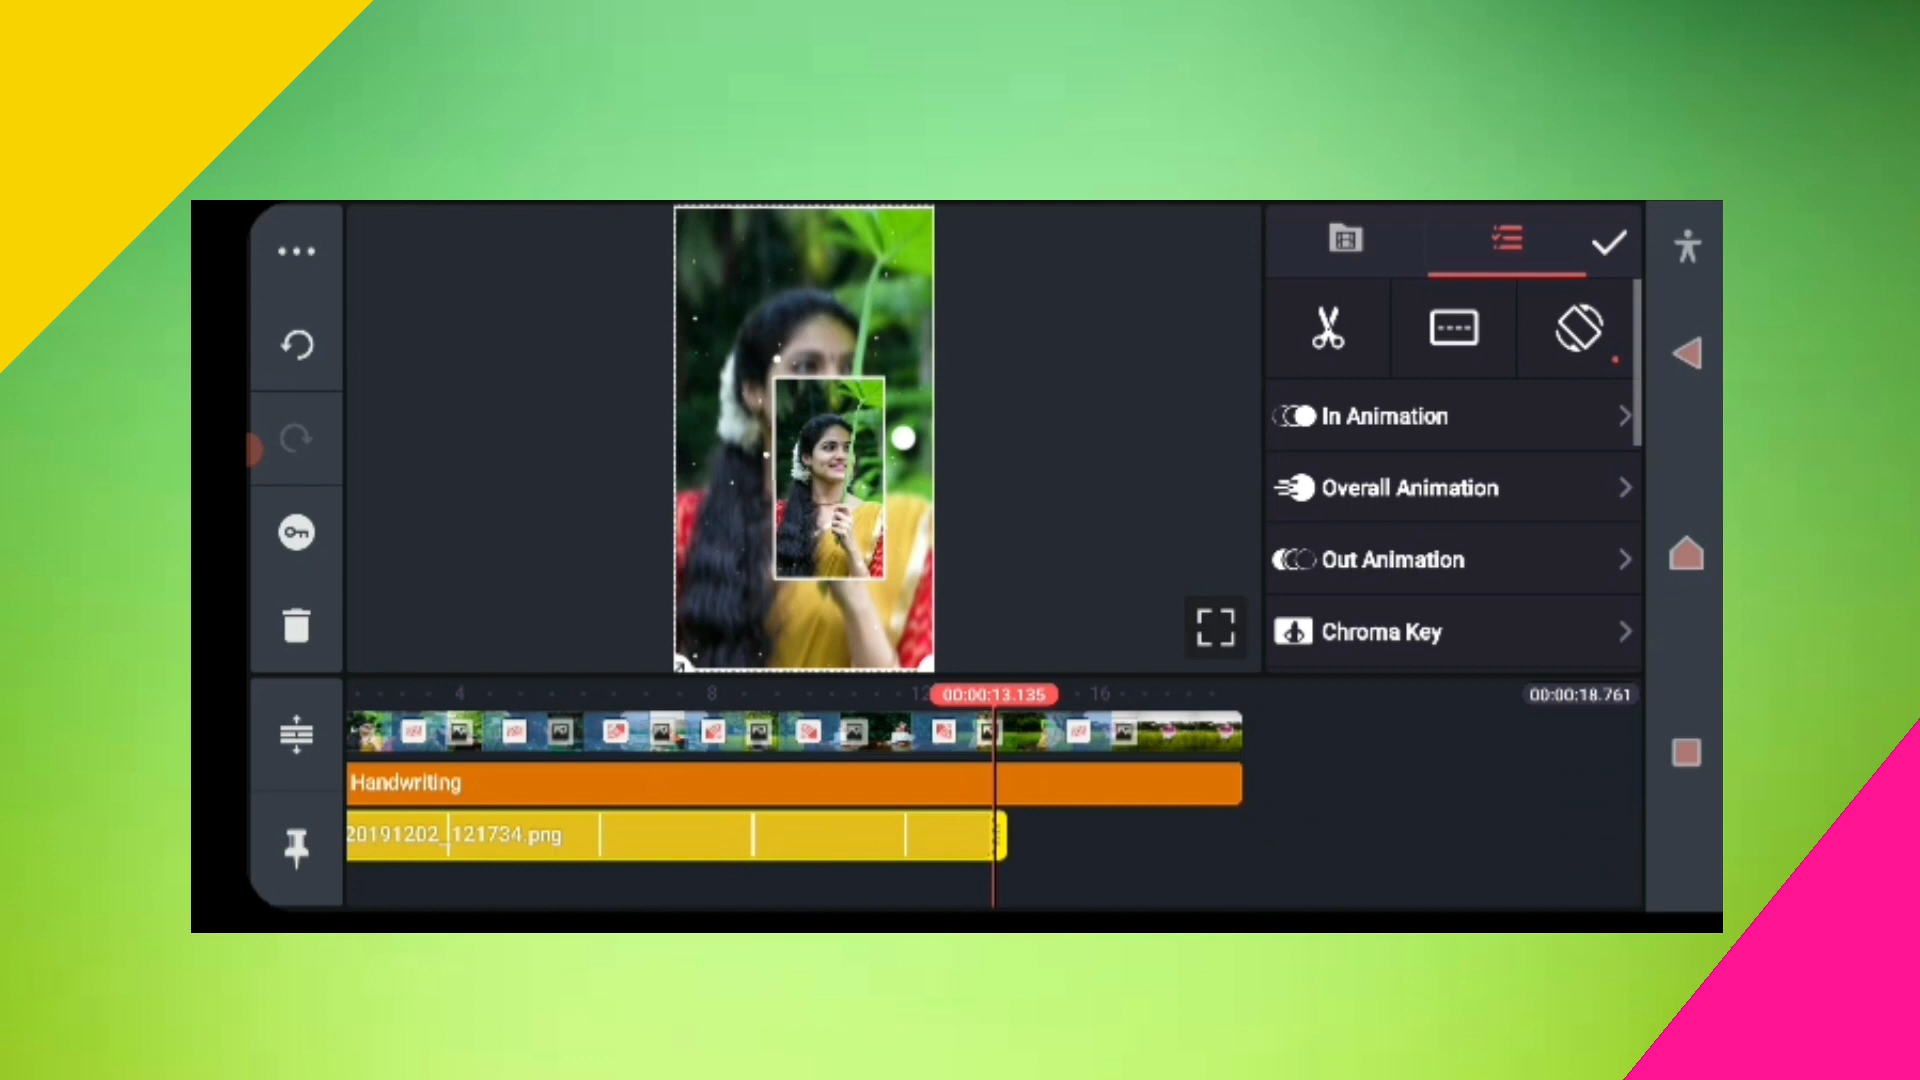 In Animation
Overall Animation
Out Animation
Chroma Key
4
8
12
00:00:13.135
16
00:00:18.761
Handwriting
20191202_121734.png